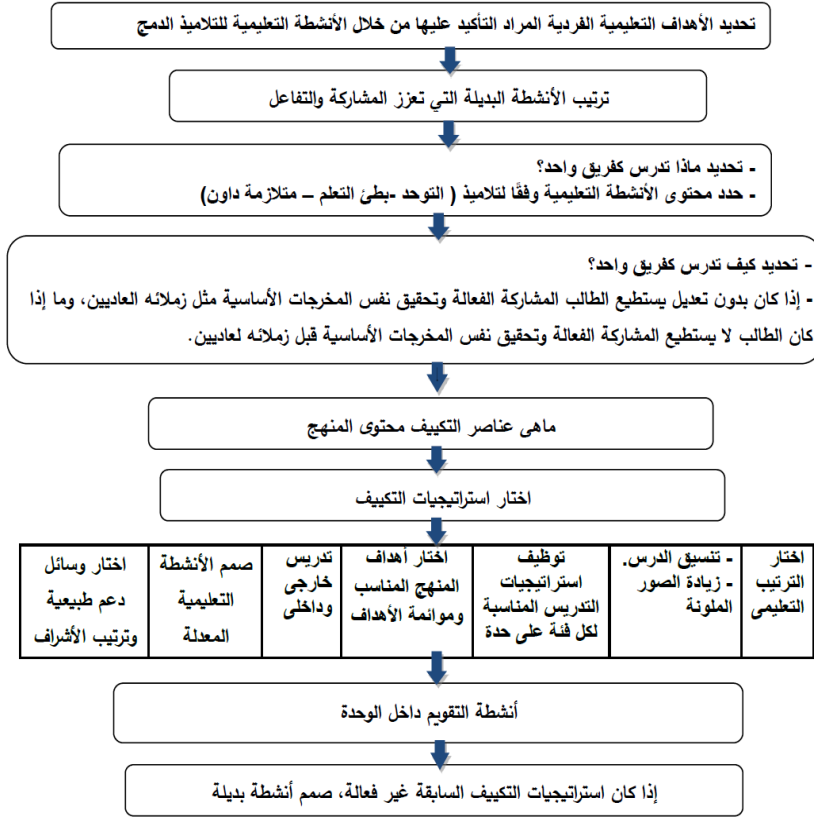 تحديد الأهداف التعليمية الفردية المراد التأكيد عليها من خلال الأنشطة التعليمية للتلاميذ الدمج
ترتيب الأنشطة البديلة التي تعزز المشاركة والتفاعل
- تحديد ماذا تدرس كفريق واحد؟
- حدد محتوى الأنشطة التعليمية وفقًا لتلاميذ ( التوحد -بطئ التعلم – متلازمة داون)
- تحديد كيف تدرس كفريق واحد؟
- إذا كان بدون تعديل يستطيع الطالب المشاركة الفعالة وتحقيق نفس المخرجات الأساسية مثل زملائه العاديين، وما إذا
كان الطالب لا يستطيع المشاركة الفعالة وتحقيق نفس المخرجات الأساسية قبل زملائه لعاديين.
ماهى عناصر التكييف محتوى المنهج
اختار استراتيجيات التكييف
اختار
الترتيب
التعليمى
- تنسيق الدرس.
- زيادة الصور
الملونة
توظيف
استراتيجيات
التدريس المناسبة
لكل فئة على حدة
اختار أهداف
المنهج المناسب
وموائمة الأهداف
تدريس
خارجى
وداخلى
صمم الأنشطة
التعليمية
المعدلة
اختار وسائل
دعم طبيعية
وترتيب الأشراف
أنشطة التقويم داخل الوحدة
إذا كان استراتيجيات التكييف السابقة غير فعالة، صمم أنشطة بديلة